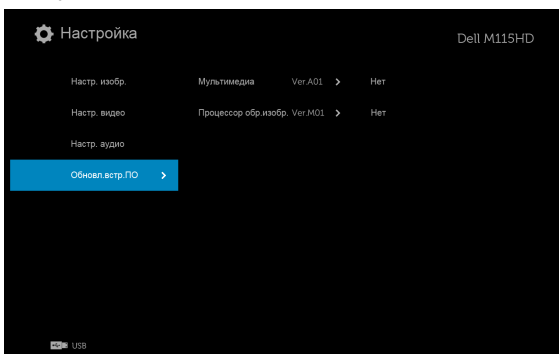 Настройка
Dell M115HD
Настр. изобр.
Мультимедиа Ver.A01 > Нет
Настр. видео
Процессор обр.изобр. Ver.M01 > Нет
Настр. аудио
Обновл.встр.ПО >
USB